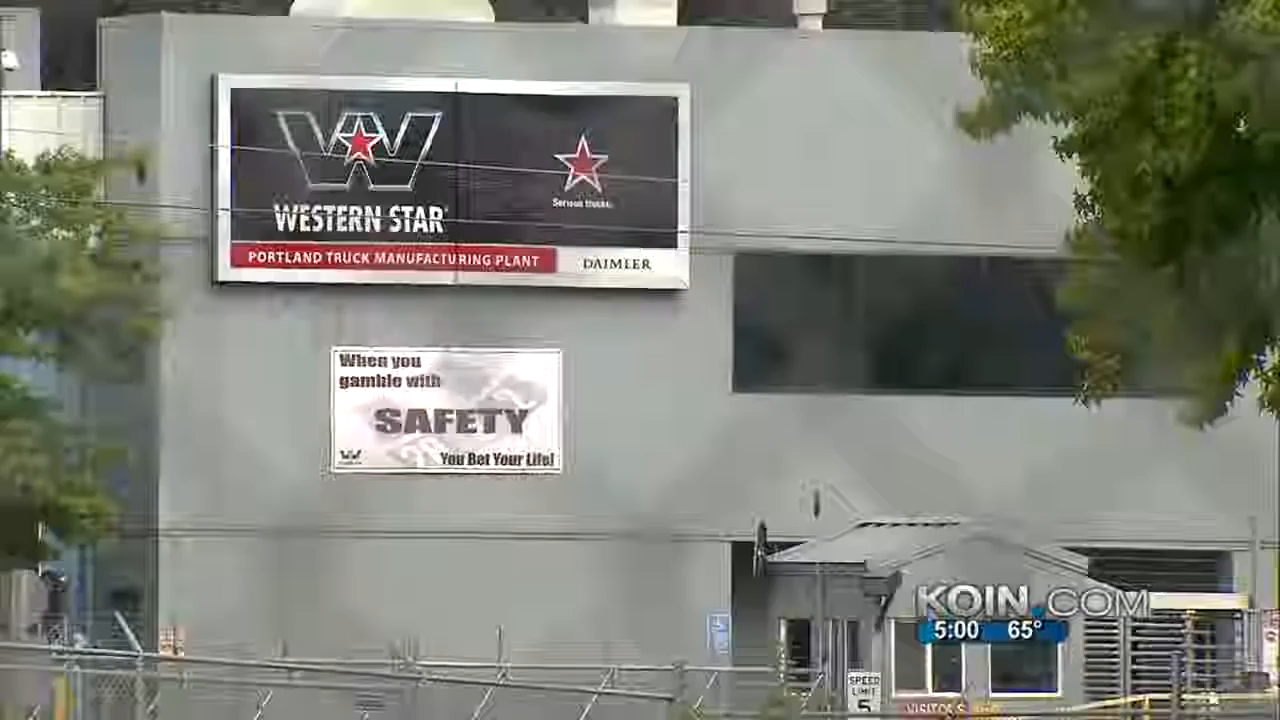 WESTERN STAR
Serious trucks.
PORTLAND TRUCK MANUFACTURING PLANT
DAIMLER
When you
gamble with
SAFETY
You Bet Your Life!
KOIN.COM
5:00 65°
SPEED
LIMIT
5
VISITORS